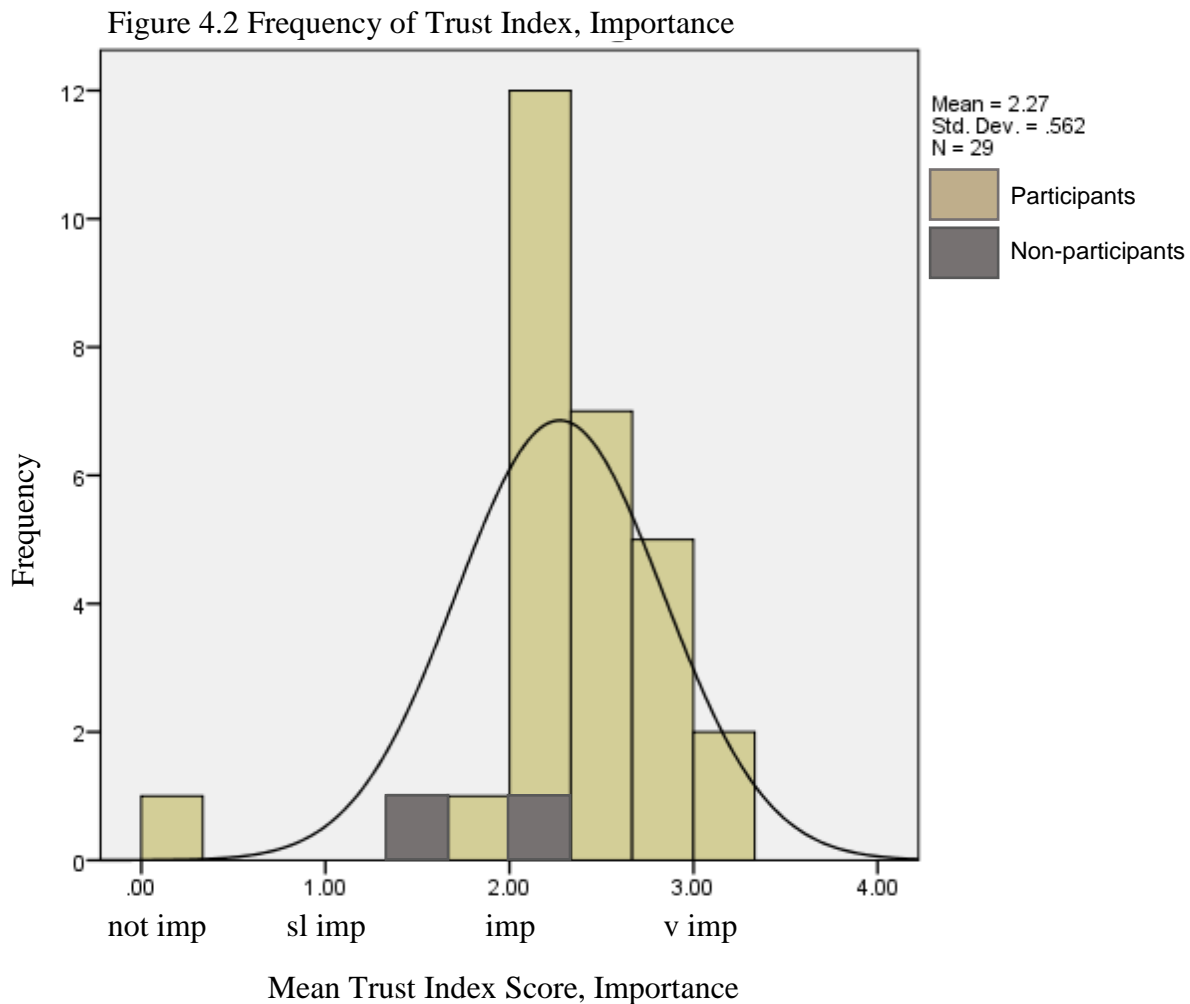 Figure 4.2 Frequency of Trust Index, Importance
Mean = 2.27
Std. Dev. = .562
N = 29
Participants
Non-participants
Frequency
12
10
8
6
4
2
0
.00 1.00 2.00 3.00 4.00
not imp sl imp imp v imp
Mean Trust Index Score, Importance